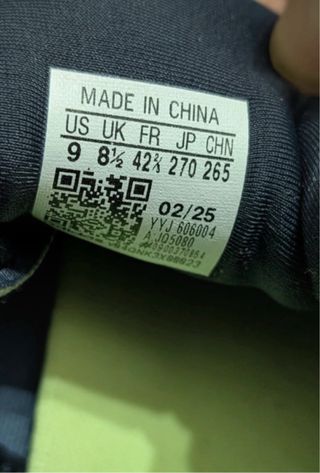 MADE IN CHINA
US UK FR JP CHN
9 8½ 42⅔ 270 265
02/25
YYJ 606004
A JQ5080